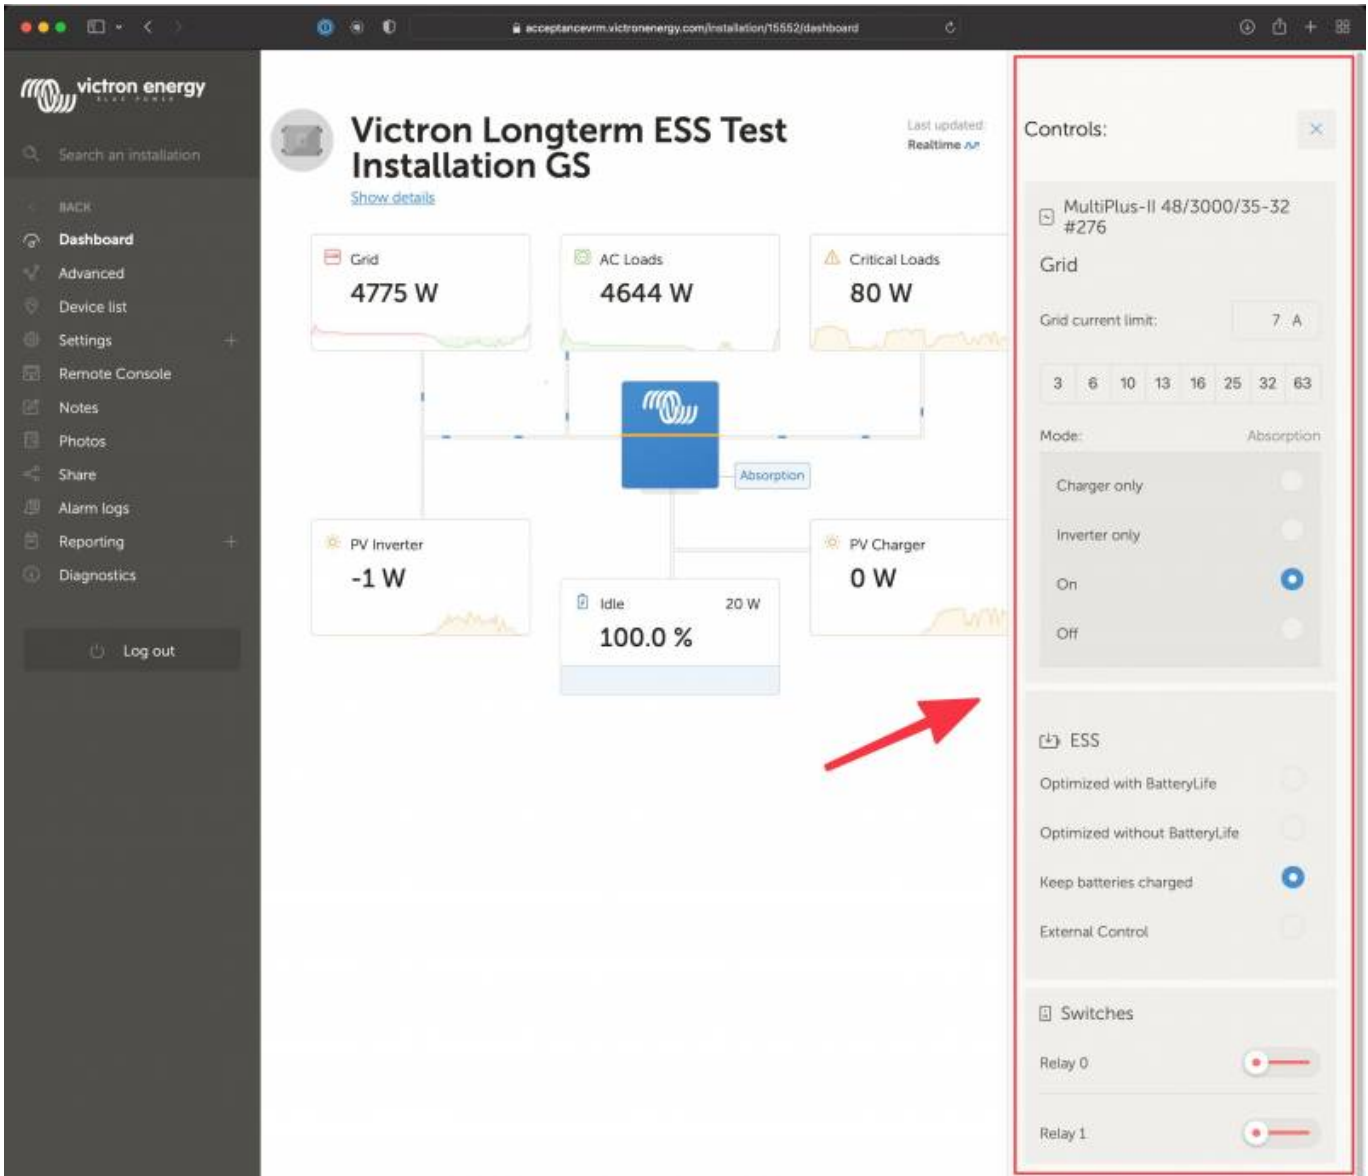 acceptancevrm.victronenergy.com/installation/15552/dashboard
victron energy
BLUE POWER
Search an installation
BACK
Dashboard
Advanced
Device list
Settings
Remote Console
Notes
Photos
Share
Alarm logs
Reporting
Diagnostics
Log out
Victron Longterm ESS Test
Installation GS
Show details
Last updated:
Realtime
Grid
4775 W
AC Loads
4644 W
Critical Loads
80 W
Absorption
PV Inverter
-1 W
Idle 20 W
100.0 %
PV Charger
0 W
Controls:
MultiPlus-II 48/3000/35-32
#276
Grid
Grid current limit: 7 A
3 6 10 13 16 25 32 63
Mode: Absorption
Charger only
Inverter only
On
Off
ESS
Optimized with BatteryLife
Optimized without BatteryLife
Keep batteries charged
External Control
Switches
Relay 0
Relay 1